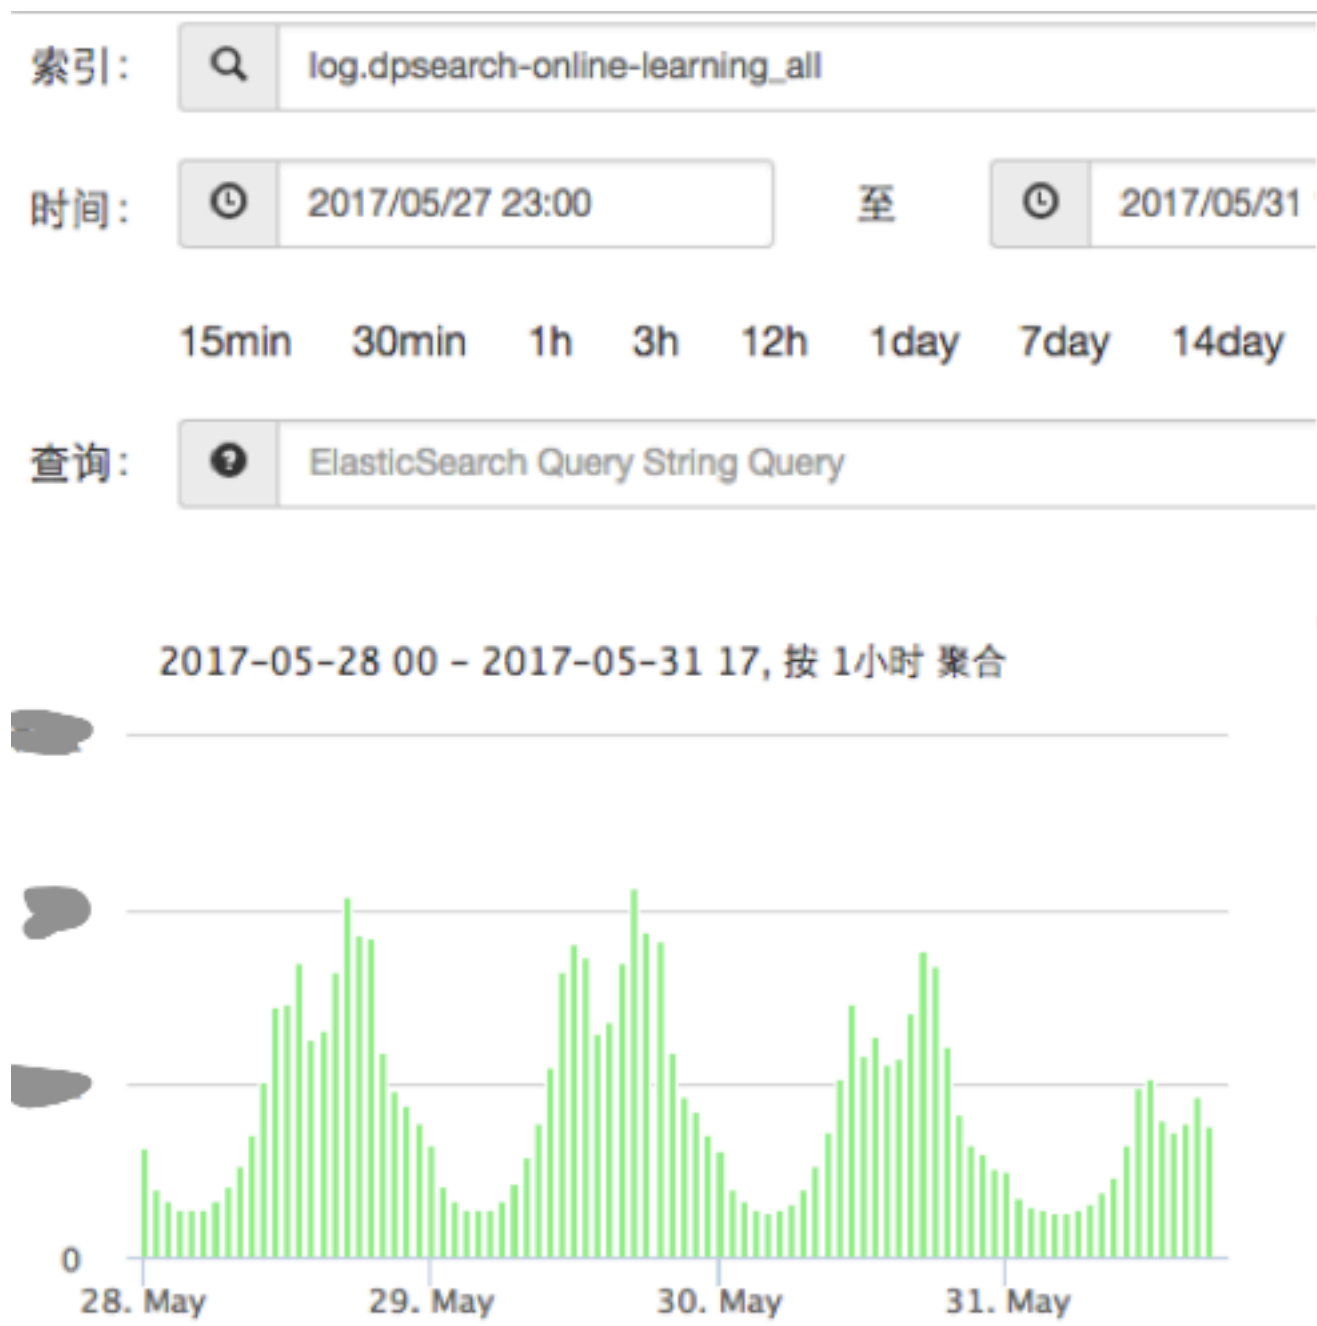 索引： log.dpsearch-online-learning_all
时间： 2017/05/27 23:00 至 2017/05/31
15min 30min 1h 3h 12h 1day 7day 14day
查询： ElasticSearch Query String Query
2017-05-28 00 - 2017-05-31 17, 按 1小时 聚合
0
28. May 29. May 30. May 31. May